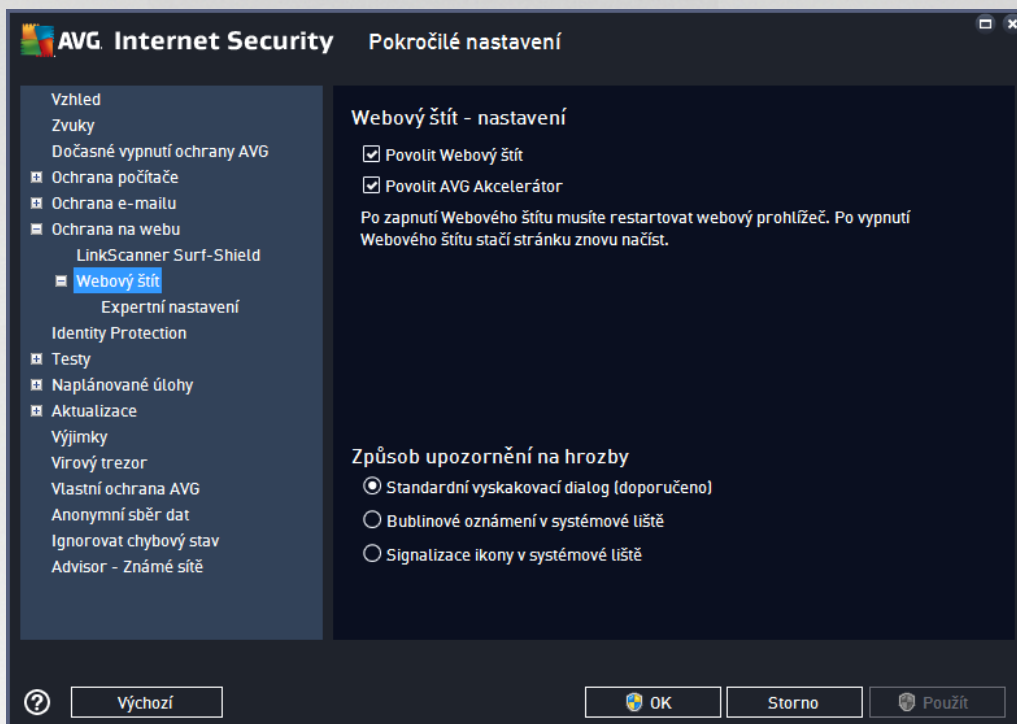 AVG. Internet Security Pokročilé nastavení
Vzhled
Zvuky
Dočasné vypnutí ochrany AVG
Ochrana počítače
Ochrana e-mailu
Ochrana na webu
LinkScanner Surf-Shield
Webový štít
Expertní nastavení
Identity Protection
Testy
Naplánované úlohy
Aktualizace
Výjimky
Virový trezor
Vlastní ochrana AVG
Anonymní sběr dat
Ignorovat chybový stav
Advisor - Známé sítě
Webový štít - nastavení
Povolit Webový štít
Povolit AVG Akcelerátor
Po zapnutí Webového štítu musíte restartovat webový prohlížeč. Po vypnutí
Webového štítu stačí stránku znovu načíst.
Způsob upozornění na hrozby
Standardní vyskakovací dialog (doporučeno)
Bublinové oznámení v systémové liště
Signalizace ikony v systémové liště
? Výchozí OK Storno Použít